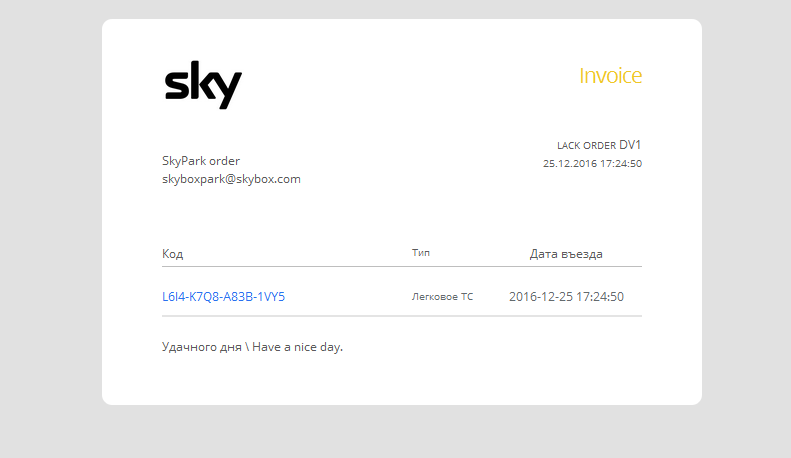 sky
Invoice
LACK ORDER DV1
25.12.2016 17:24:50
SkyPark order
skyboxpark@skybox.com
Код Тип Дата въезда
L6I4-K7Q8-A83B-1VY5 Легковое ТС 2016-12-25 17:24:50
Удачного дня \ Have a nice day.